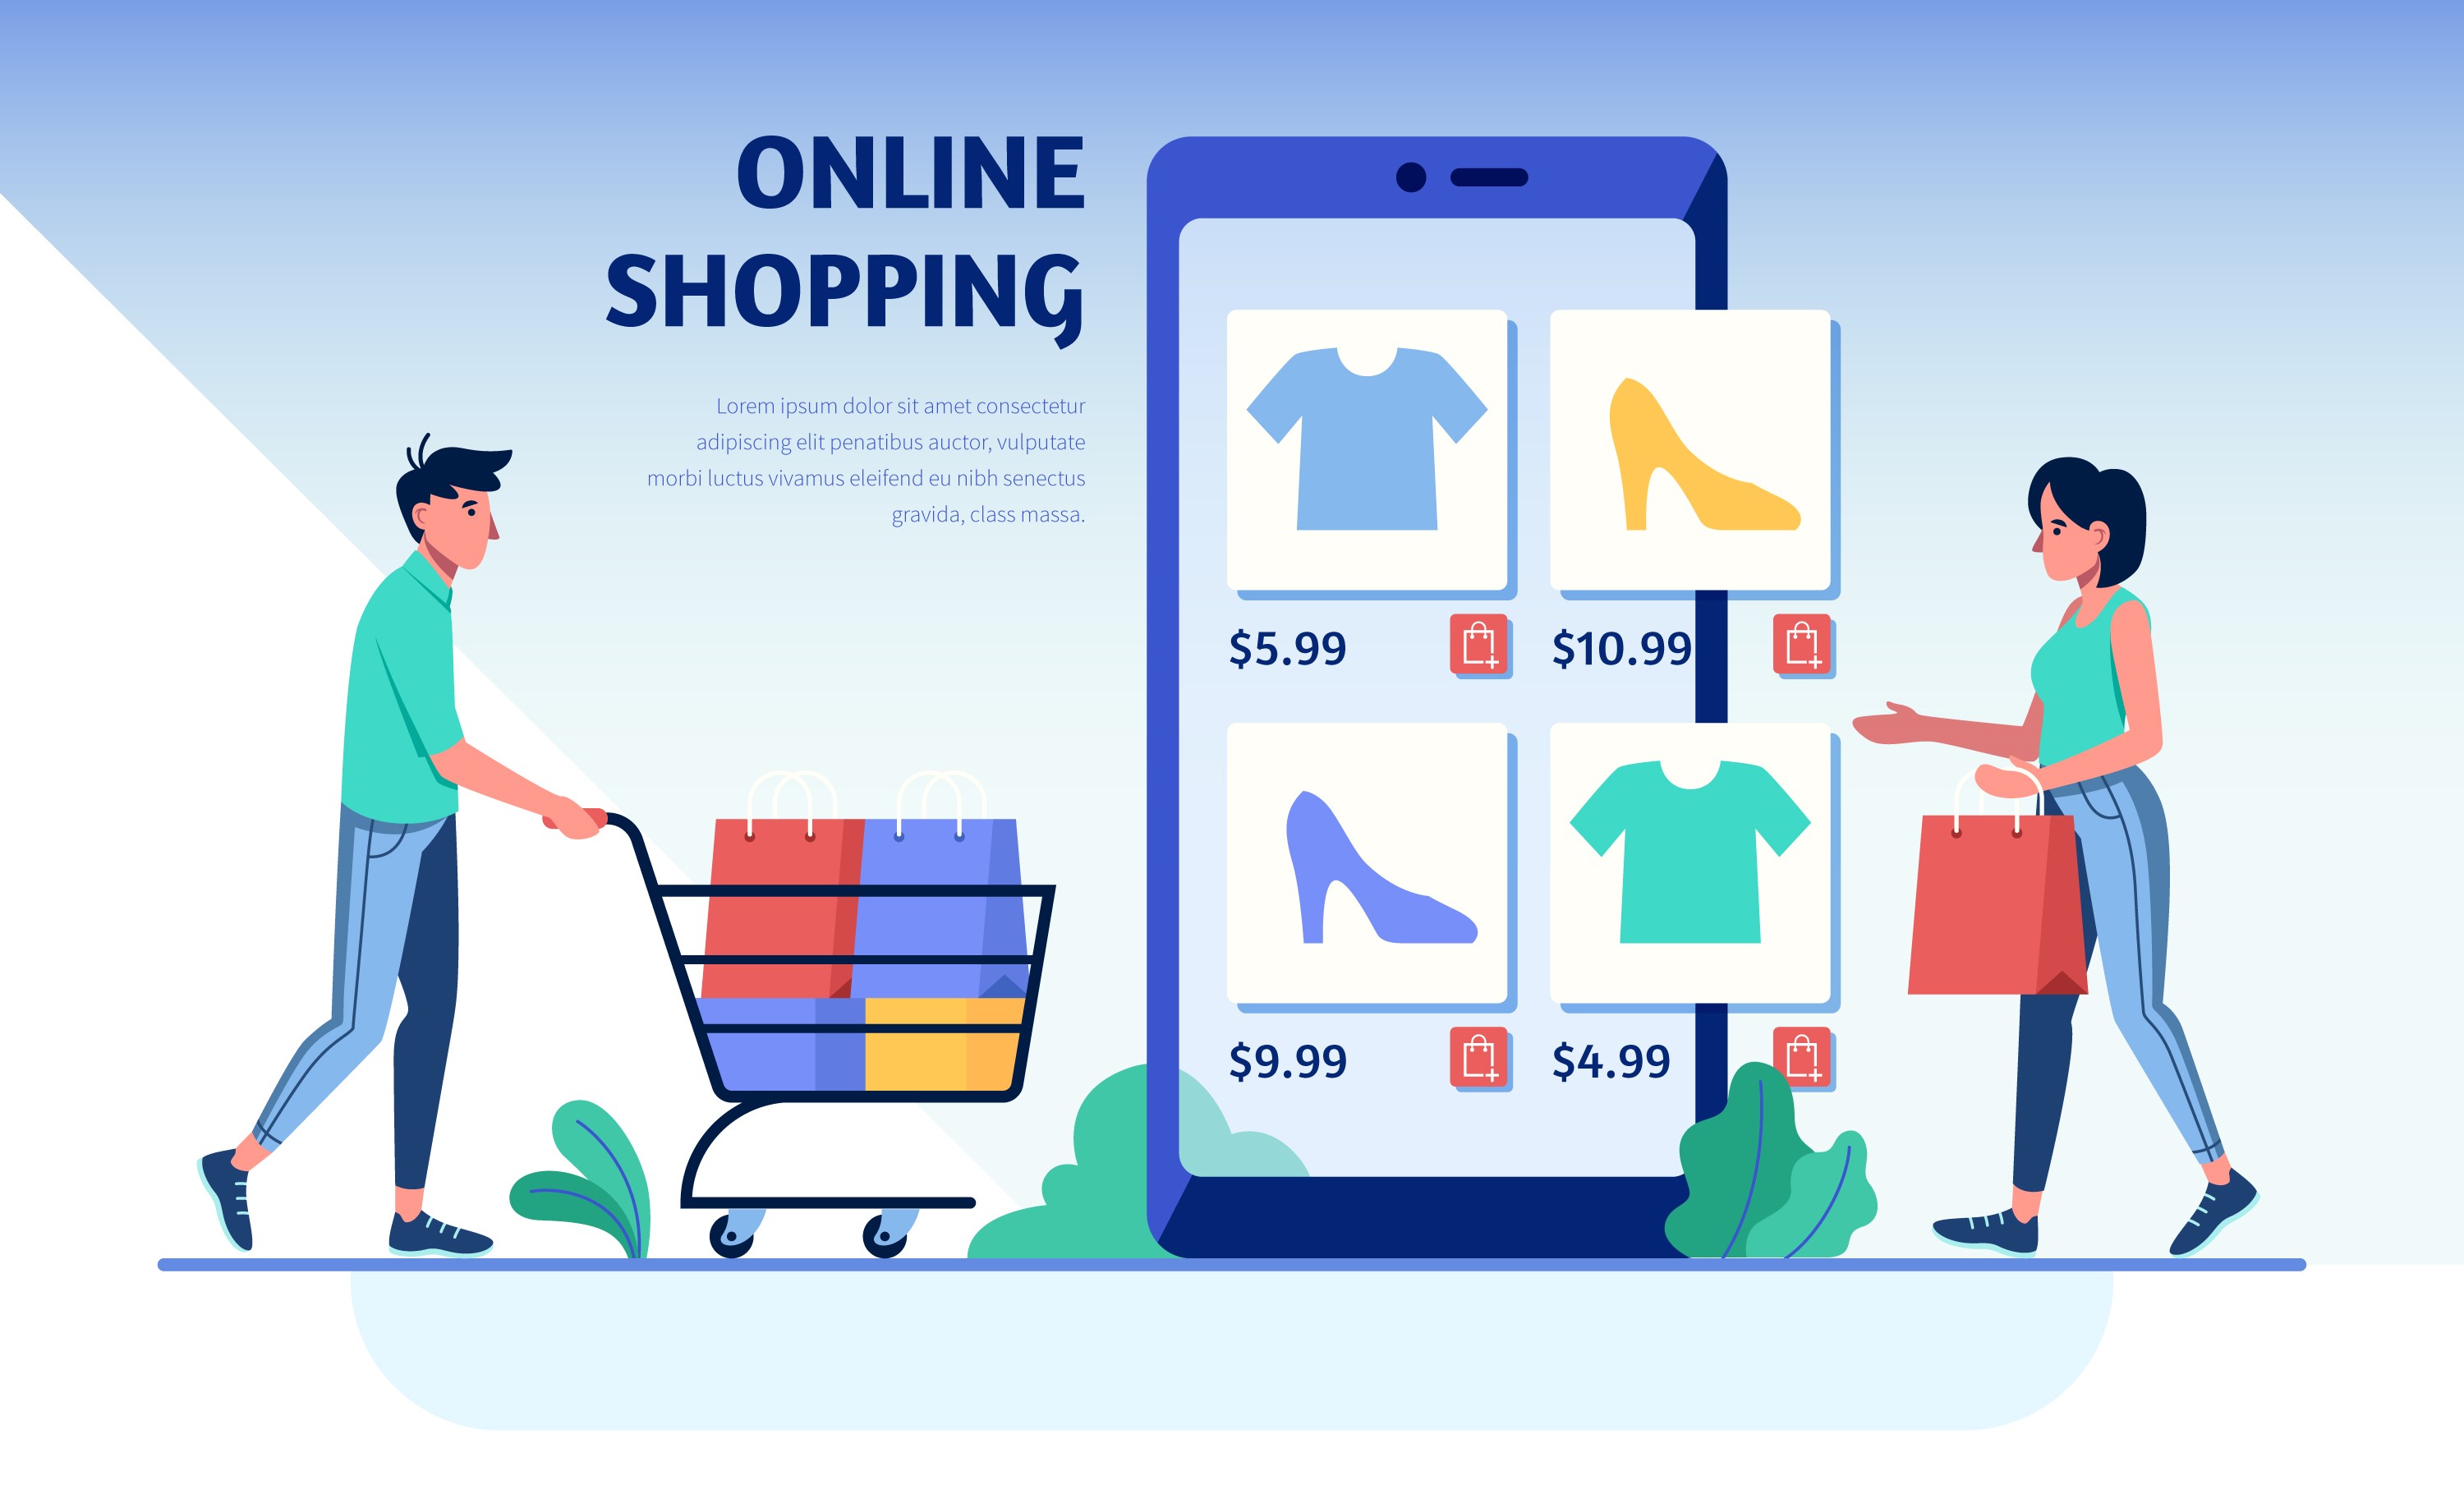 ONLINE
SHOPPING
Lorem ipsum dolor sit amet consectetur
adipiscing elit penatibus auctor, vulputate
morbi luctus vivamus eleifend eu nibh senectus
gravida, class massa.
$5.99
$10.99
$9.99
$4.99